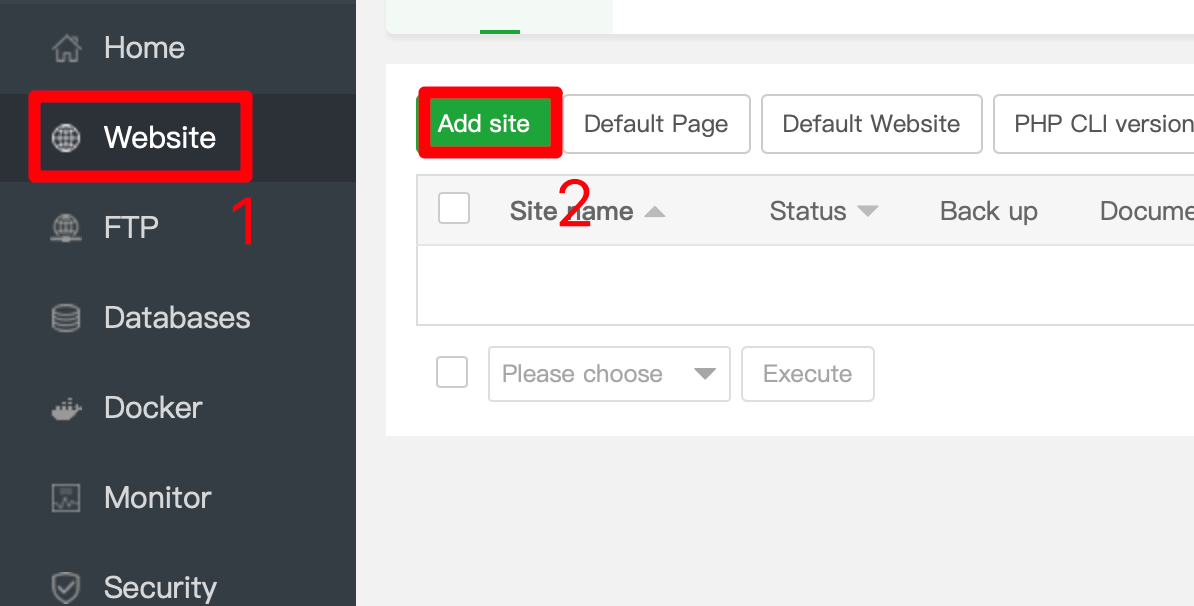 Home
Website
1
FTP
Databases
Docker
Monitor
Security
Add site
Default Page
Default Website
PHP CLI version
2
Site name
Status
Back up
Docume
Please choose
Execute